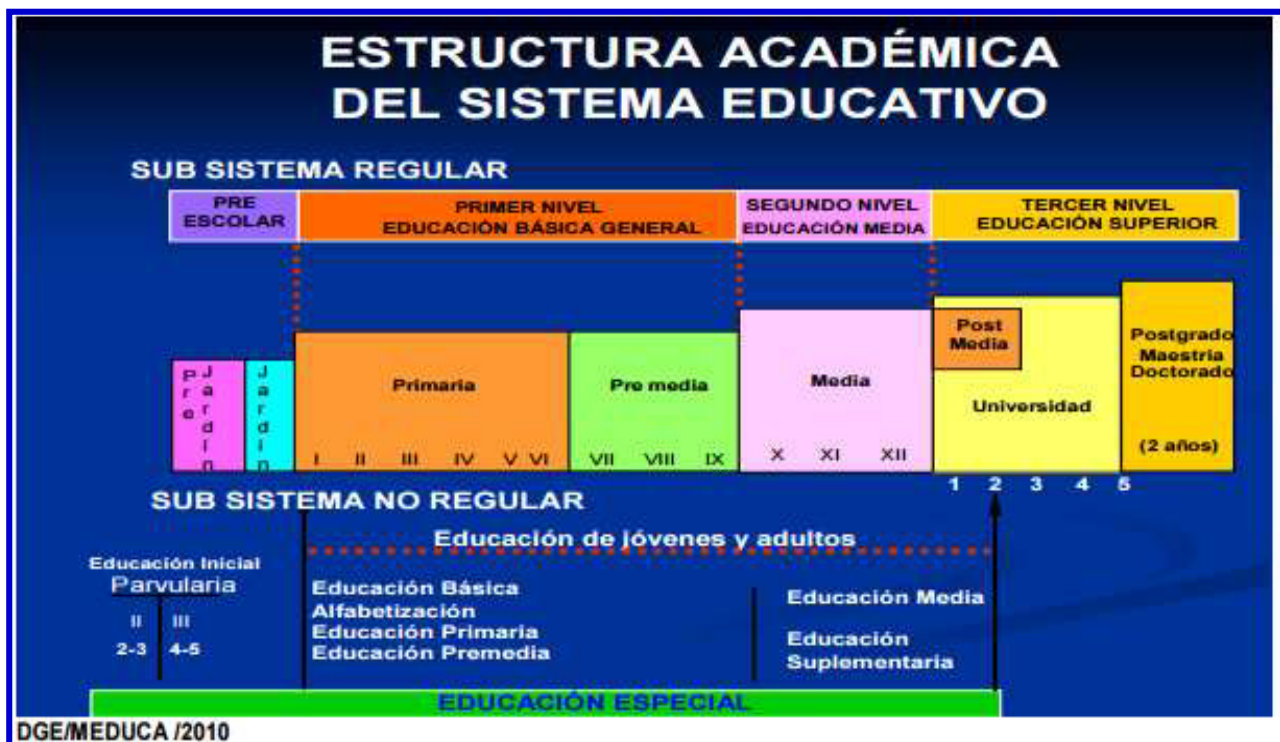 ESTRUCTURA ACADÉMICA
DEL SISTEMA EDUCATIVO
SUB SISTEMA REGULAR
PRE
ESCOLAR
PRIMER NIVEL
EDUCACIÓN BÁSICA GENERAL
SEGUNDO NIVEL
EDUCACIÓN MEDIA
TERCER NIVEL
EDUCACIÓN SUPERIOR
Pre
Jardin
Jardin
Primaria
I II III IV V VI
Pre media
VII VIII IX
Media
X XI XII
Post
Media
Universidad
1 2 3 4 5
Postgrado
Maestria
Doctorado
(2 años)
SUB SISTEMA NO REGULAR
Educación de jóvenes y adultos
Educación Inicial
Parvularia
II III
2-3 4-5
Educación Básica
Alfabetización
Educación Primaria
Educación Premedia
Educación Media
Educación
Suplementaria
EDUCACIÓN ESPECIAL
DGE/MEDUCA /2010